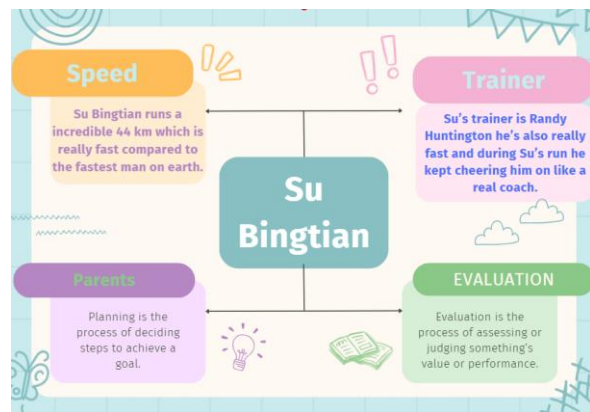 Speed
Su Bingtian runs a
incredible 44 km which is
really fast compared to
the fastest man on earth.
Trainer
Su's trainer is Randy
Huntington he's also really
fast and during Su's run he
kept cheering him on like a
real coach.
Su
Bingtian
Parents
Planning is the
process of deciding
steps to achieve a
goal.
EVALUATION
Evaluation is the
process of assessing or
judging something's
value or performance.